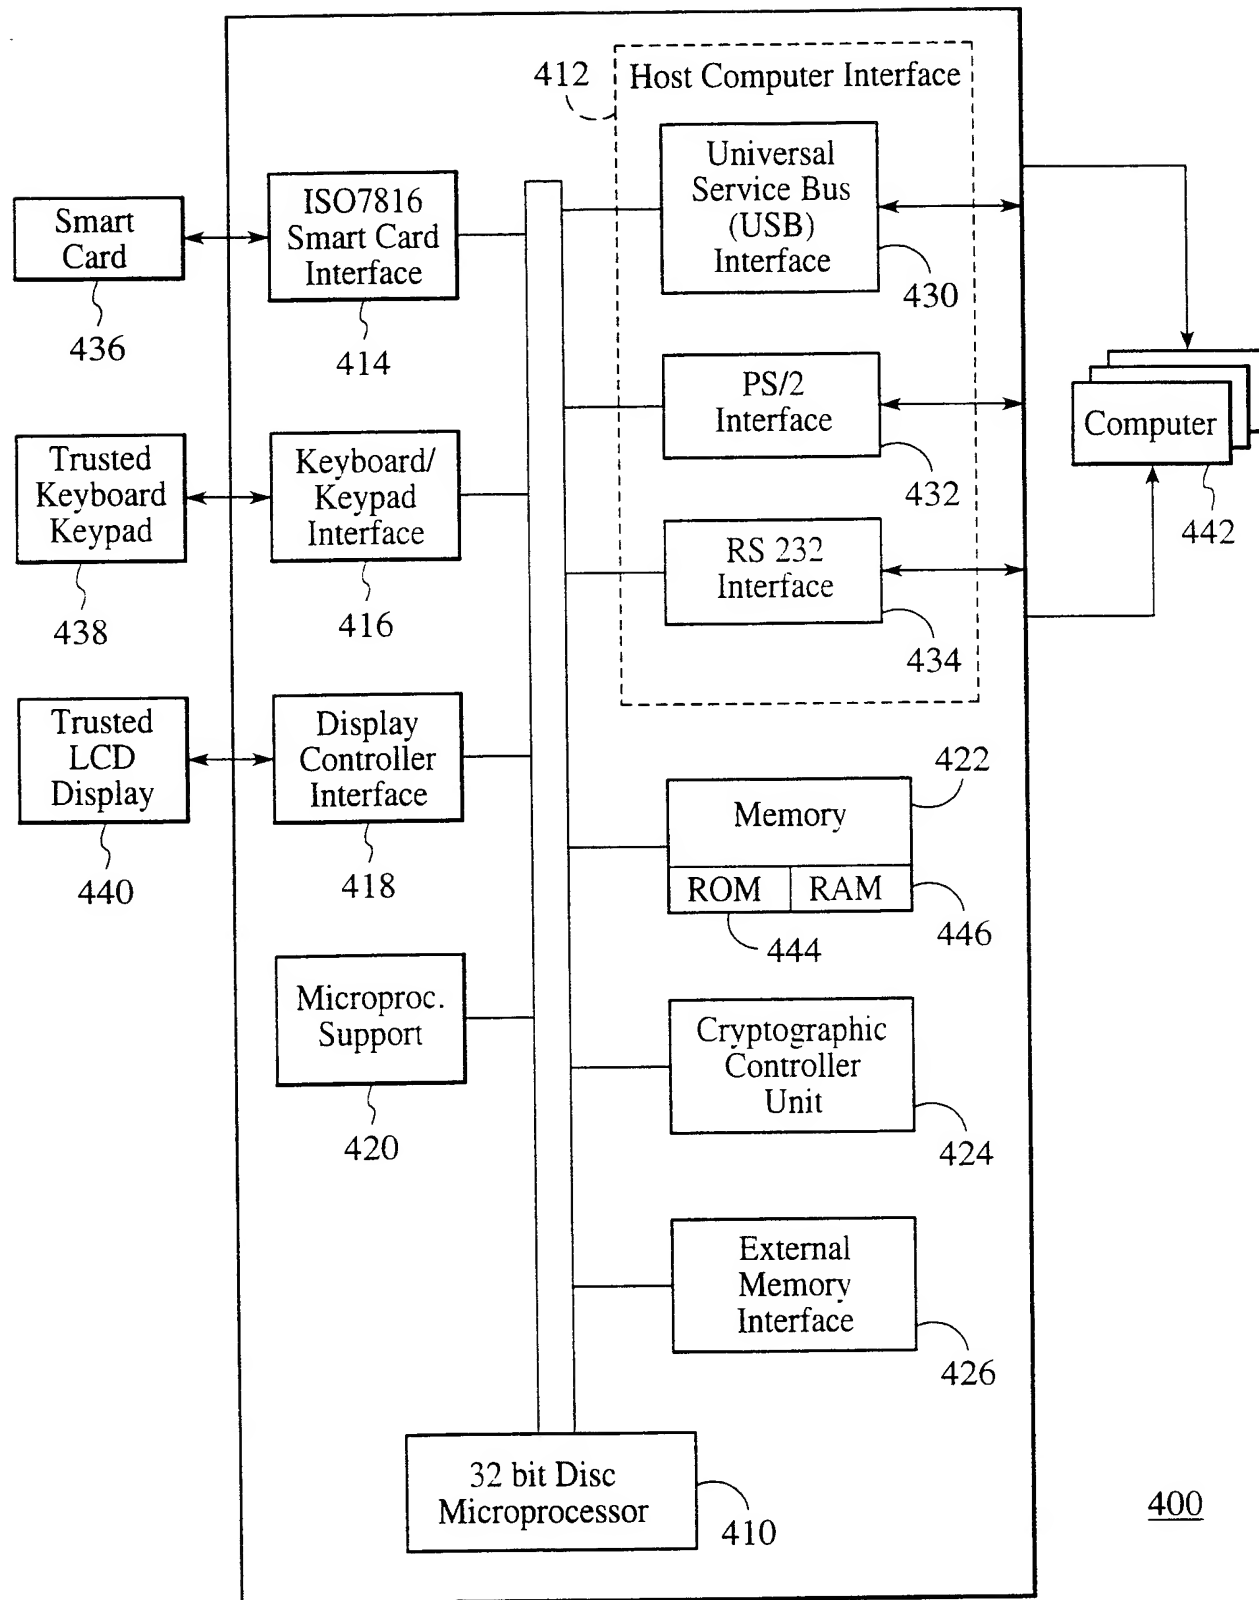 412
Host Computer Interface
Universal
Service Bus
(USB)
Interface
430
ISO7816
Smart Card
Interface
414
Smart
Card
436
PS/2
Interface
432
Computer
442
Trusted
Keyboard
Keypad
438
Keyboard/
Keypad
Interface
416
RS 232
Interface
434
Trusted
LCD
Display
440
Display
Controller
Interface
418
422
Memory
ROM
RAM
444
446
Microproc.
Support
420
Cryptographic
Controller
Unit
424
External
Memory
Interface
426
32 bit Disc
Microprocessor
410
400